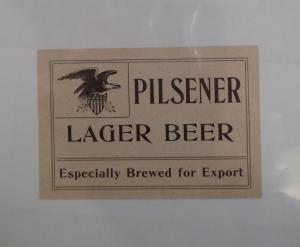 PILSENER
LAGER BEER
Especially Brewed for Export